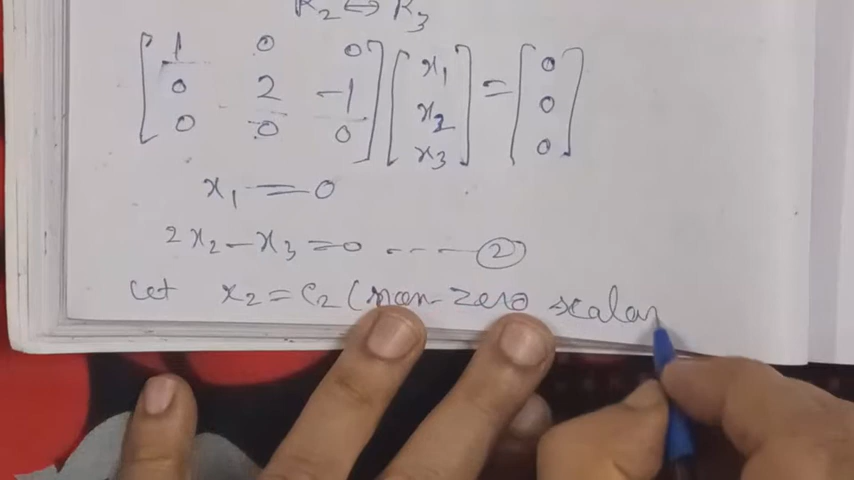 R₂ ↔ R₃
[1 0 0] [x₁] = [0]
[0 2 -1] [x₂] [0]
[0 0 0] [x₃] [0]
x₁ = 0
2x₂ - x₃ = 0 ---- ②
Let x₂ = c₂ (non-zero scalar